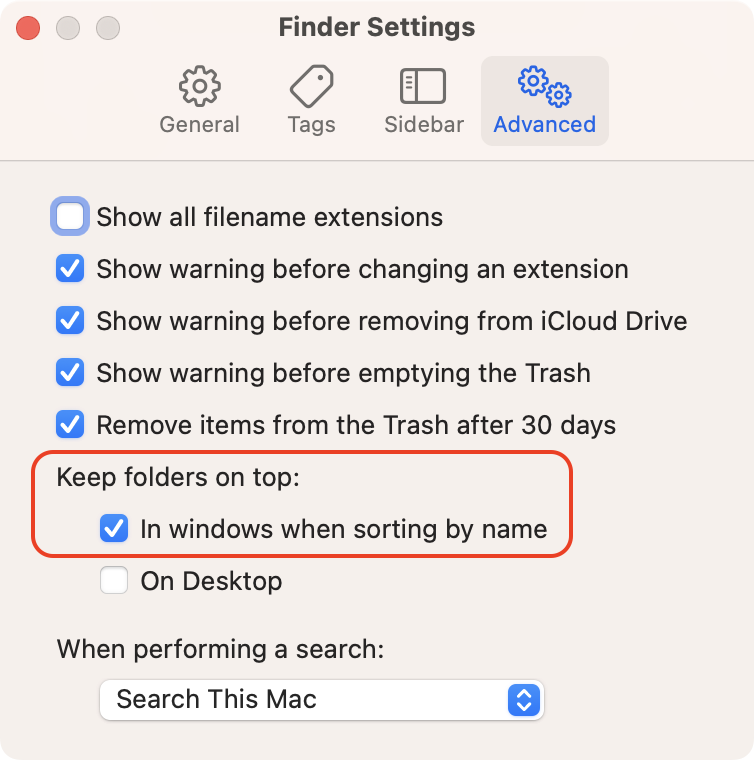 Finder Settings
General Tags Sidebar Advanced
Show all filename extensions
Show warning before changing an extension
Show warning before removing from iCloud Drive
Show warning before emptying the Trash
Remove items from the Trash after 30 days
Keep folders on top:
In windows when sorting by name
On Desktop
When performing a search:
Search This Mac